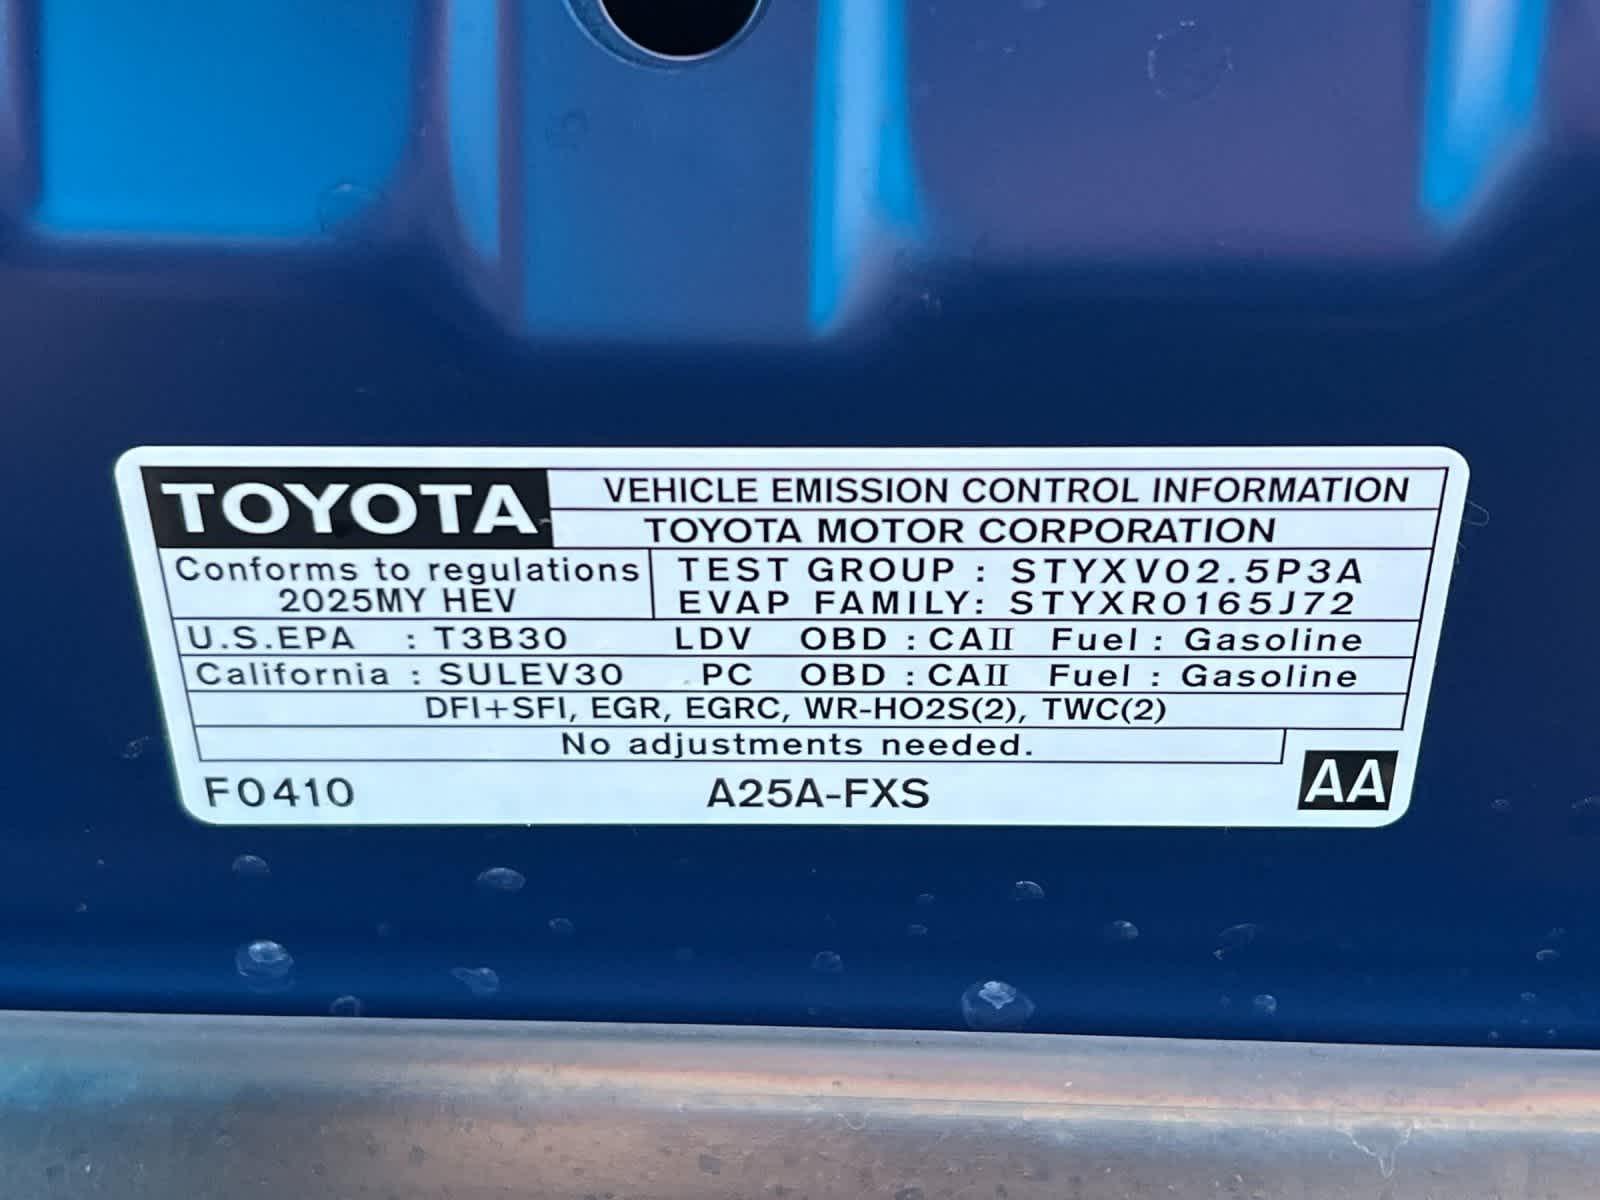 TOYOTA
VEHICLE EMISSION CONTROL INFORMATION
TOYOTA MOTOR CORPORATION
Conforms to regulations
2025MY HEV
TEST GROUP : STYXV02.5P3A
EVAP FAMILY: STYXR0165J72
U.S.EPA : T3B30 LDV OBD : CAII Fuel : Gasoline
California : SULEV30 PC OBD : CAII Fuel : Gasoline
DFI+SFI, EGR, EGRC, WR-HO2S(2), TWC(2)
No adjustments needed.
F0410 A25A-FXS AA